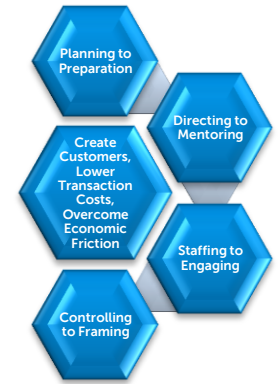 Planning to
Preparation
Directing to
Mentoring
Create
Customers,
Lower
Transaction
Costs,
Overcome
Economic
Friction
Staffing to
Engaging
Controlling
to Framing